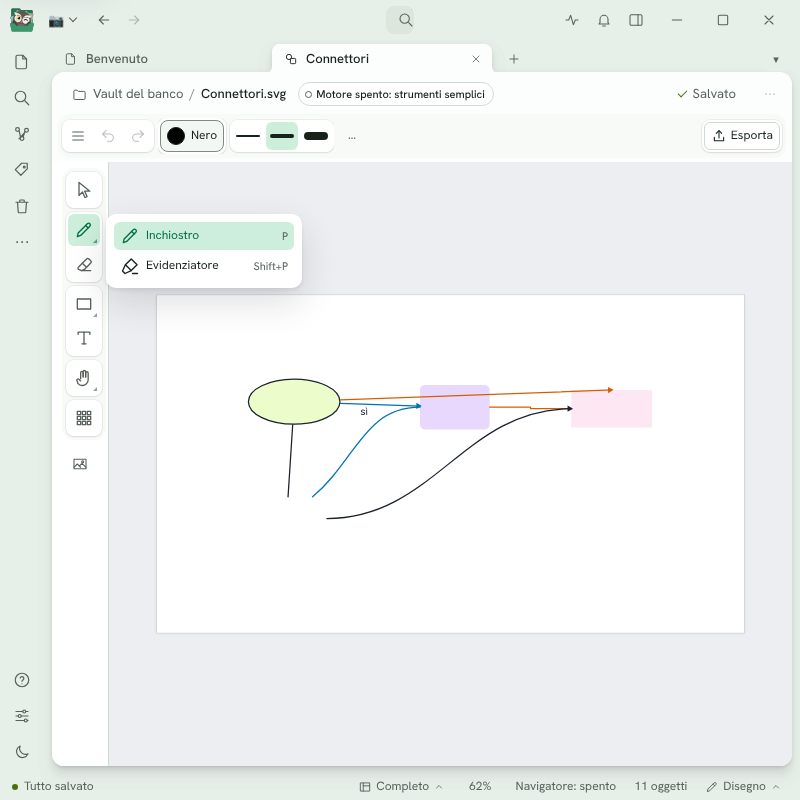 Benvenuto
Connettori
Vault del banco / Connettori.svg
Motore spento: strumenti semplici
Salvato
Nero
Esporta
Inchiostro P
Evidenziatore Shift+P
sì
Tutto salvato
Completo
62%
Navigatore: spento
11 oggetti
Disegno